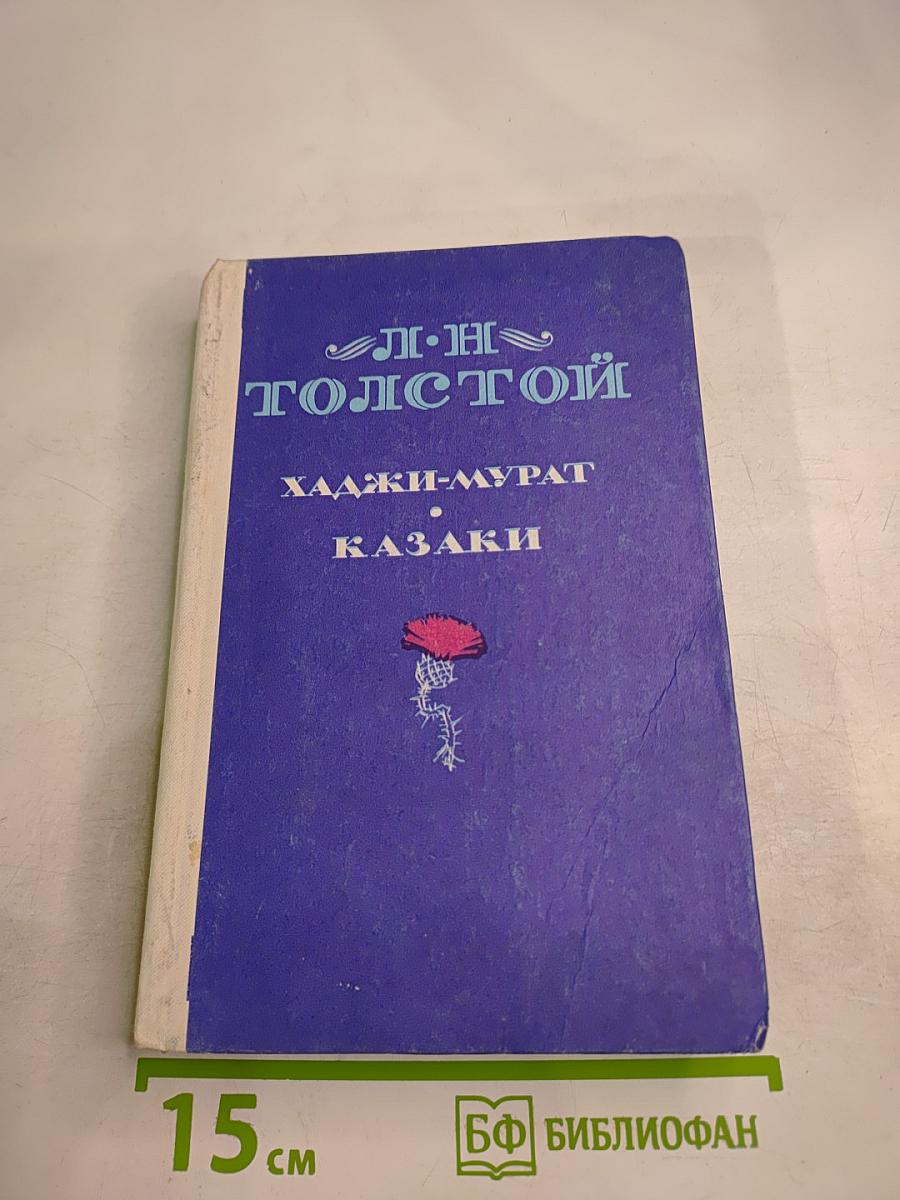 Л·Н
ТОЛСТОЙ
ХАДЖИ-МУРАТ
•
КАЗАКИ
15 см
БФ БИБЛИОФАН